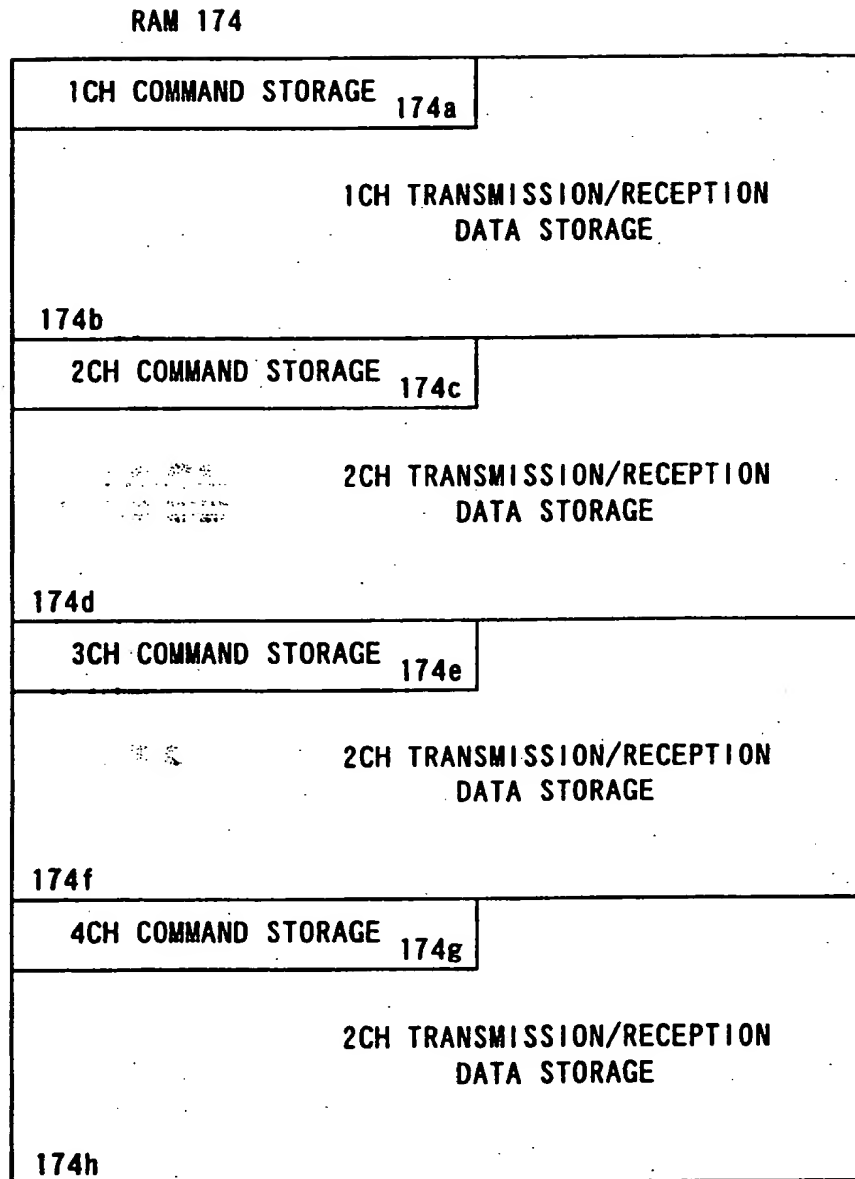 RAM 174
1CH COMMAND STORAGE 174a
1CH TRANSMISSION/RECEPTION
DATA STORAGE
174b
2CH COMMAND STORAGE 174c
2CH TRANSMISSION/RECEPTION
DATA STORAGE
174d
3CH COMMAND STORAGE 174e
2CH TRANSMISSION/RECEPTION
DATA STORAGE
174f
4CH COMMAND STORAGE 174g
2CH TRANSMISSION/RECEPTION
DATA STORAGE
174h